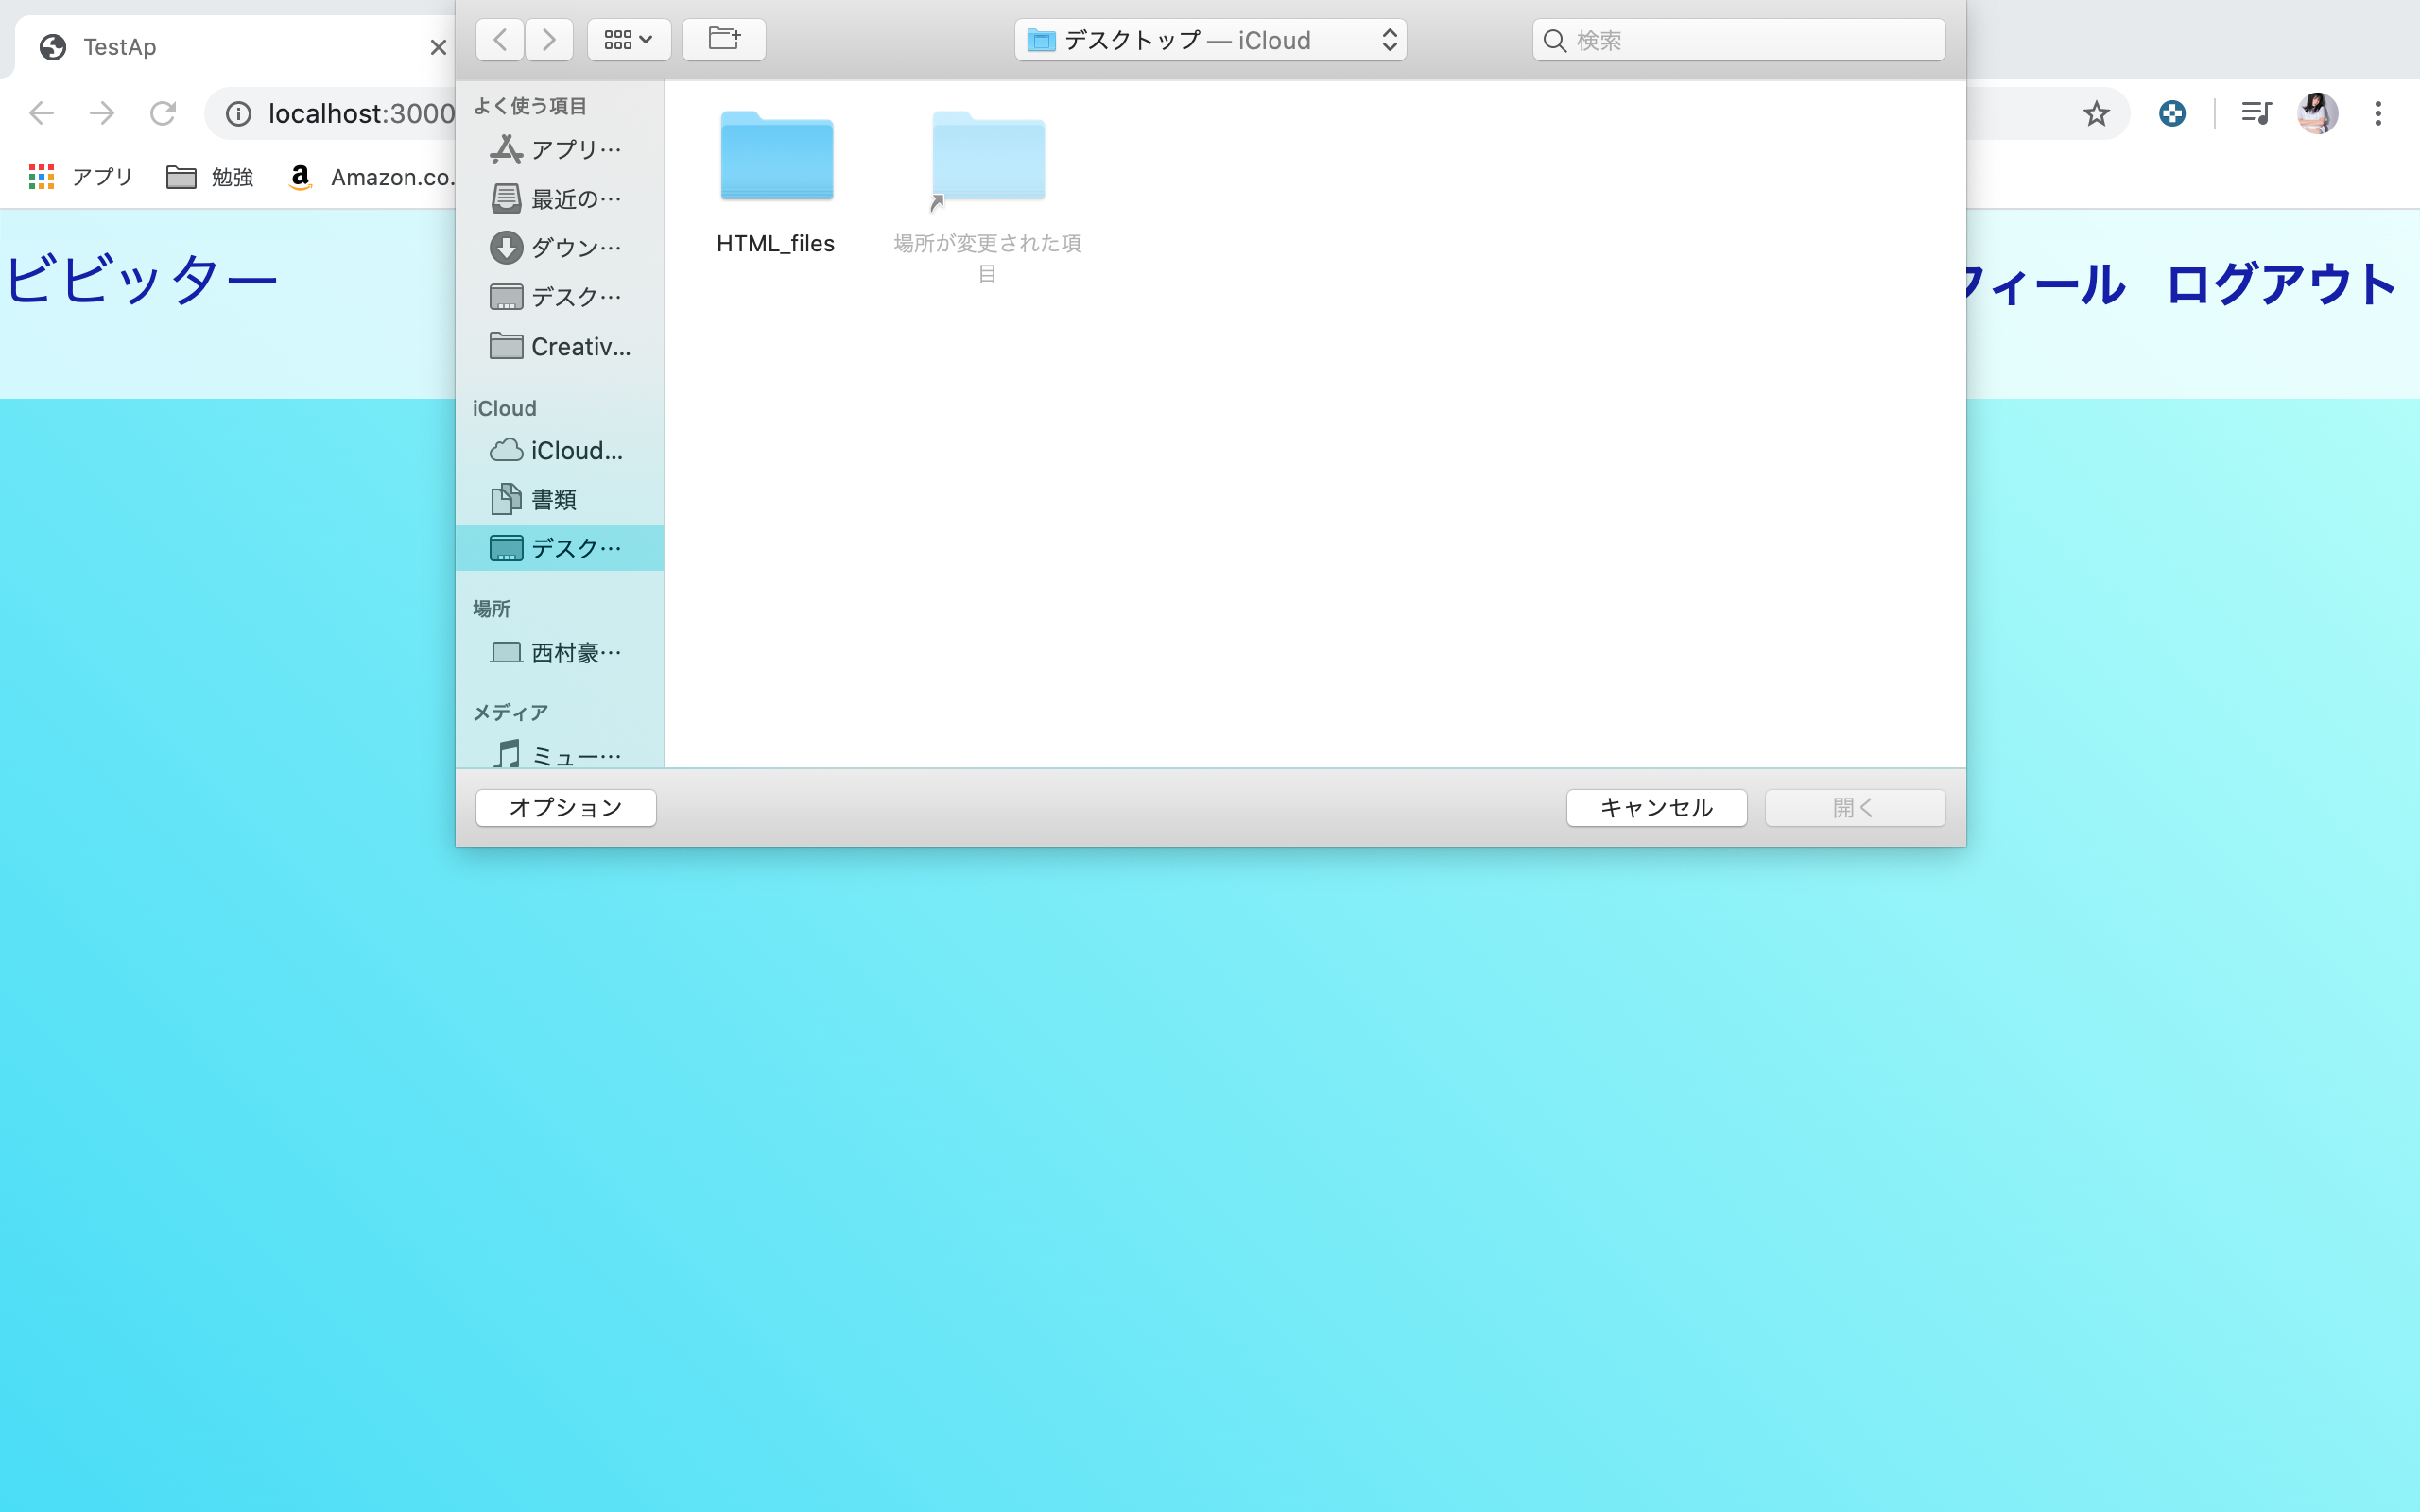 TestAp
デスクトップ — iCloud
検索
localhost:3000
アプリ
勉強
Amazon.co.
よく使う項目
アプリ…
最近の…
ダウン…
デスク…
Creativ...
iCloud
iCloud...
書類
デスク…
場所
西村豪…
メディア
ミュー…
HTML_files
場所が変更された項
目
ビビッター
フィール
ログアウト
オプション
キャンセル
開く